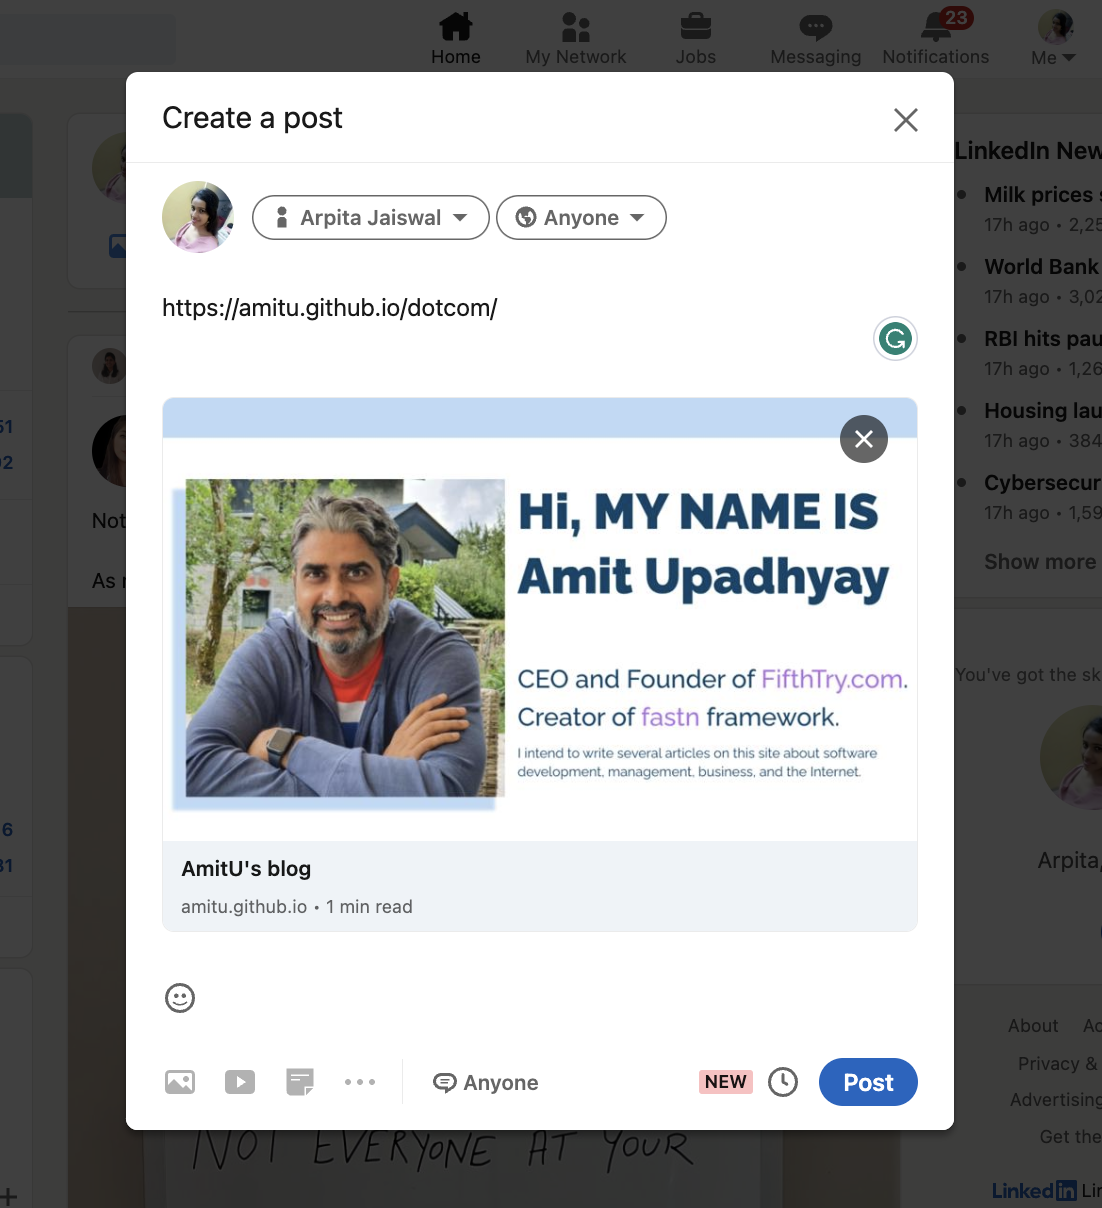 Home
My Network
Jobs
Messaging
23
Notifications
Me
Create a post
Arpita Jaiswal
Anyone
https://amitu.github.io/dotcom/
Hi, MY NAME IS
Amit Upadhyay
CEO and Founder of FifthTry.com.
Creator of fastn framework.
I intend to write several articles on this site about software
development, management, business, and the Internet.
AmitU's blog
amitu.github.io • 1 min read
Anyone
NEW
Post
LinkedIn New
Milk prices
17h ago • 2,25
World Bank
17h ago • 3,02
RBI hits pau
17h ago • 1,26
Housing lau
17h ago • 384
Cybersecur
17h ago • 1,59
Show more
You've got the sk
Arpita,
About
Privacy &
Advertising
Get the
Linkedin Lin
51
6
31
Not
As
NOT EVERYONE AT YOUR